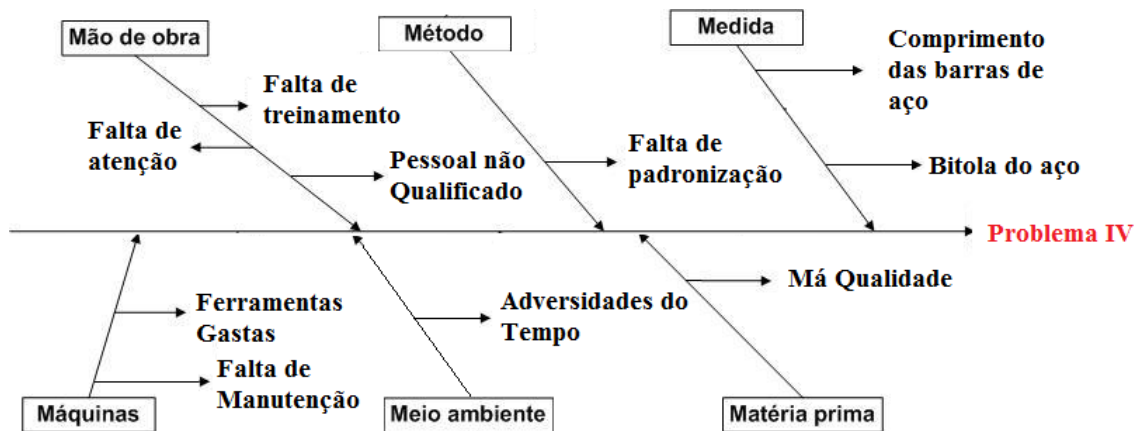 Mão de obra
Falta de
treinamento
Falta de
atenção
Pessoal não
Qualificado
Método
Falta de
padronização
Medida
Comprimento
das barras de
aço
Bitola do aço
Problema IV
Ferramentas
Gastas
Falta de
Manutenção
Máquinas
Adversidades do
Tempo
Meio ambiente
Má Qualidade
Matéria prima